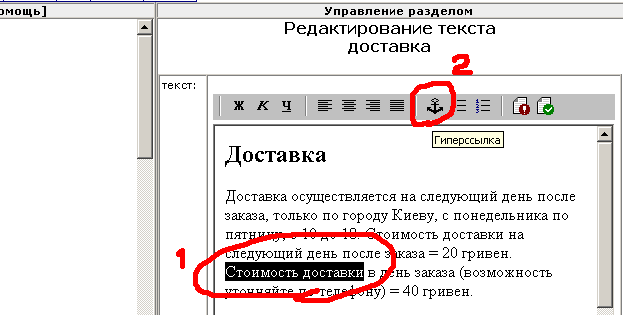 омощь]
Управление разделом
Редактирование текста
доставка
2
текст:
Ж К Ч
Гиперссылка
Доставка
Доставка осуществляется на следующий день после
заказа, только по городу Киеву, с понедельника по
пятницу, с 10 до 18. Стоимость доставки на
1
следующий день после заказа = 20 гривен.
Стоимость доставки в день заказа (возможность
уточняйте по телефону) = 40 гривен.